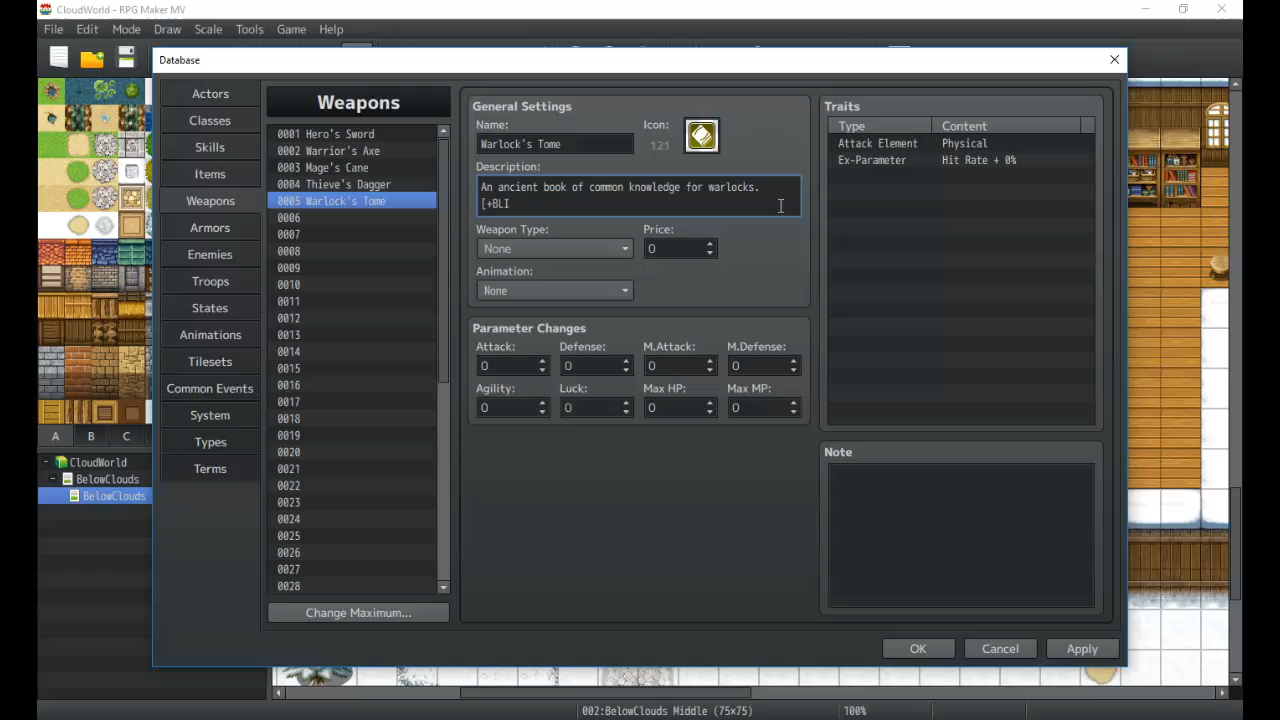 CloudWorld - RPG Maker MV
File Edit Mode Draw Scale Tools Game Help
Database
Actors
Classes
Skills
Items
Weapons
Armors
Enemies
Troops
States
Animations
Tilesets
Common Events
System
Types
Terms
Weapons
0001 Hero's Sword
0002 Warrior's Axe
0003 Mage's Cane
0004 Thieve's Dagger
0005 Warlock's Tome
0006
0007
0008
0009
0010
0011
0012
0013
0014
0015
0016
0017
0018
0019
0020
0021
0022
0023
0024
0025
0026
0027
0028
Change Maximum...
General Settings
Name: Icon:
Warlock's Tome 121
Description:
An ancient book of common knowledge for warlocks.
[+BLI
Weapon Type: Price:
None 0
Animation:
None
Parameter Changes
Attack: Defense: M.Attack: M.Defense:
0 0 0 0
Agility: Luck: Max HP: Max MP:
0 0 0 0
Traits
Type Content
Attack Element Physical
Ex-Parameter Hit Rate + 0%
Note
OK Cancel Apply
A B C
CloudWorld
BelowClouds
BelowClouds
002:BelowClouds Middle (75x75) 100%